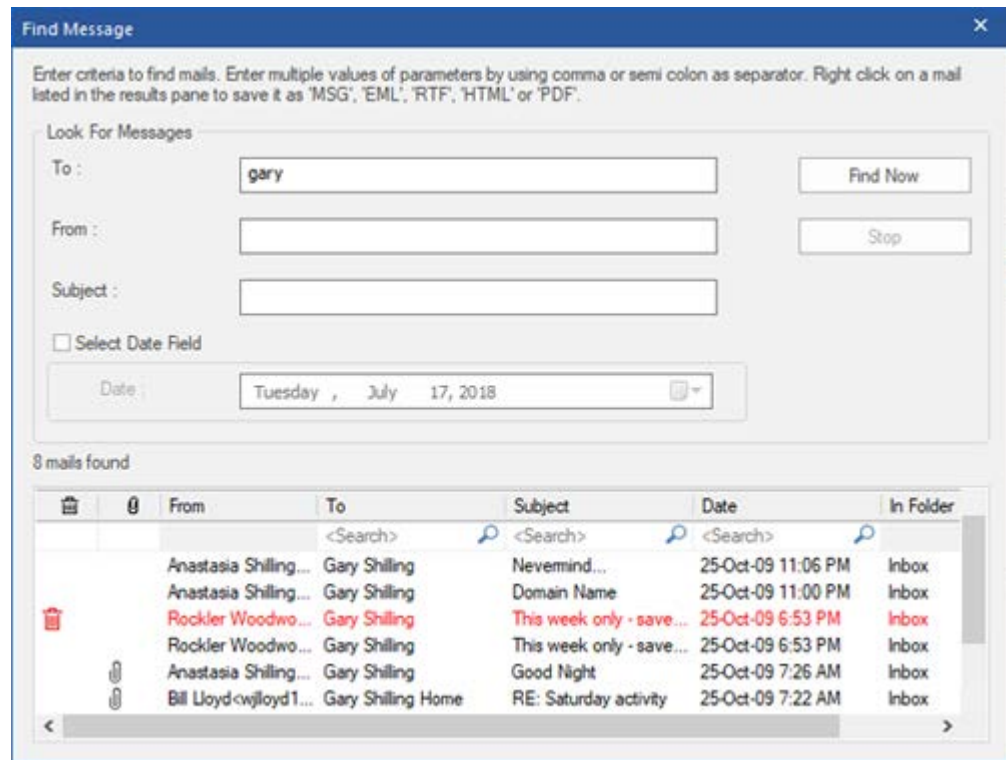 Find Message
Enter criteria to find mails. Enter multiple values of parameters by using comma or semi colon as separator. Right click on a mail
listed in the results pane to save it as 'MSG', 'EML', 'RTF', 'HTML' or 'PDF'.
Look For Messages
To : gary Find Now
From : Stop
Subject :
Select Date Field
Date : Tuesday , July 17, 2018
8 mails found
From To Subject Date In Folder
<Search> <Search> <Search>
Anastasia Shilling... Gary Shilling Nevermind... 25-Oct-09 11:06 PM Inbox
Anastasia Shilling... Gary Shilling Domain Name 25-Oct-09 11:00 PM Inbox
Rockler Woodwo... Gary Shilling This week only - save... 25-Oct-09 6:53 PM Inbox
Rockler Woodwo... Gary Shilling This week only - save... 25-Oct-09 6:53 PM Inbox
Anastasia Shilling... Gary Shilling Good Night 25-Oct-09 7:26 AM Inbox
Bill Lloyd<wjlloyd1... Gary Shilling Home RE: Saturday activity 25-Oct-09 7:22 AM Inbox